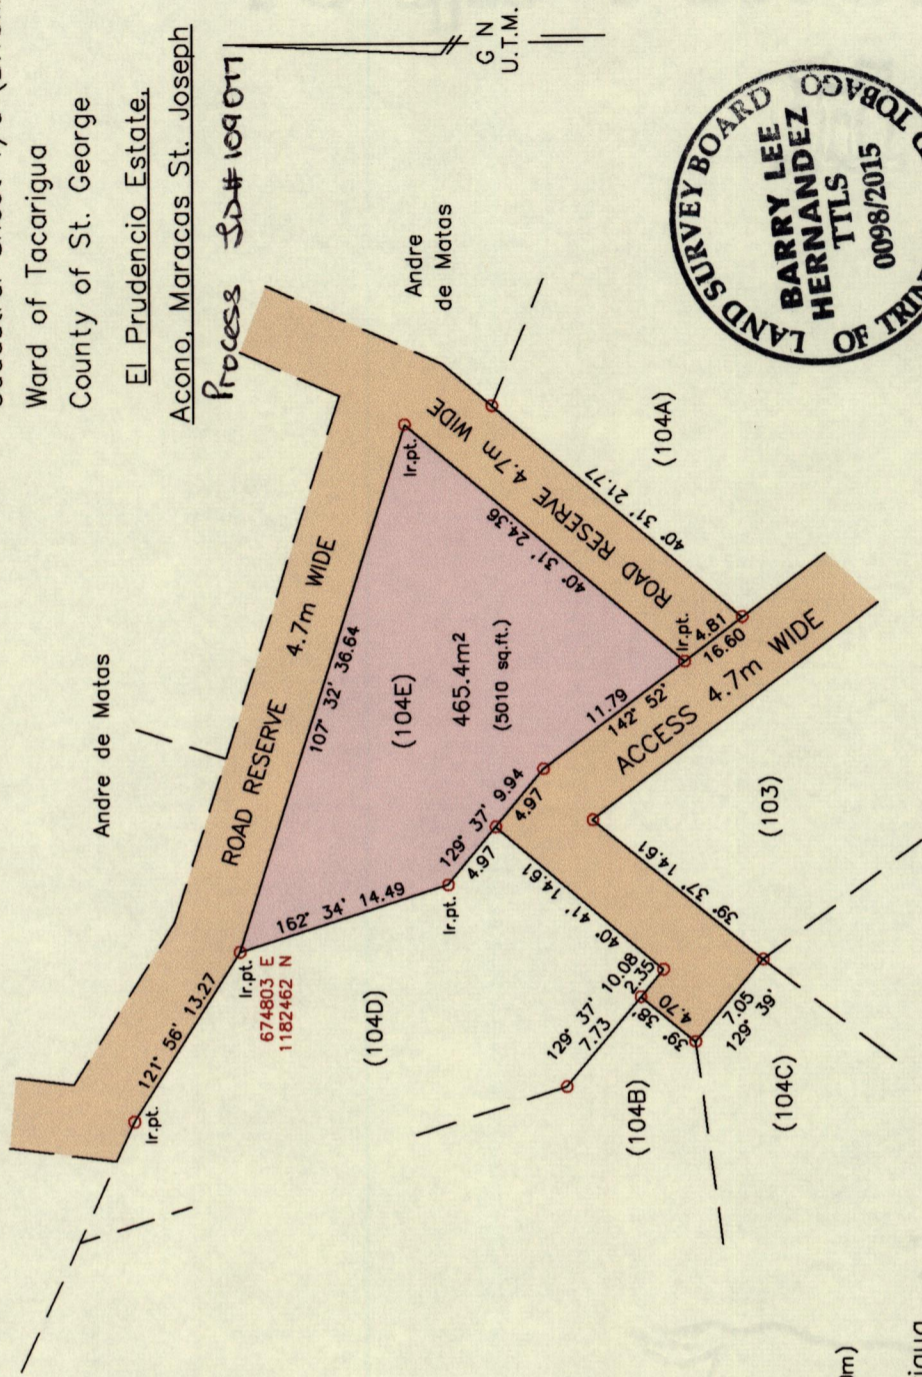 Ward of Tacarigua
County of St. George
El Prudencio Estate.
Acono, Maracas St. Joseph
G N
U.T.M.
Andre de Matas
Andre
de Matas
ROAD RESERVE 4.7m WIDE
107° 32' 36.64
121° 56' 13.27
Ir.pt.
Ir.pt.
674803 E
1182462 N
162° 34' 14.49
Ir.pt.
129° 37' 9.94
4.97
4.97
(104E)
465.4m²
(5010 sq.ft.)
40° 31' 24.36
Ir.pt.
ROAD RESERVE 4.7m WIDE
40° 31' 21.77
(104A)
Ir.pt.
4.81
16.60
11.79
142° 52'
ACCESS 4.7m WIDE
(103)
39° 37' 14.61
40° 41' 14.61
(104D)
129° 37' 10.08
7.73
2.35
39° 38'
4.70
7.05
129° 39'
(104B)
(104C)
LAND SURVEY BOARD
OF TRIN
TOBAGO
BARRY LEE
HERNANDEZ
TTLS
0098/2015